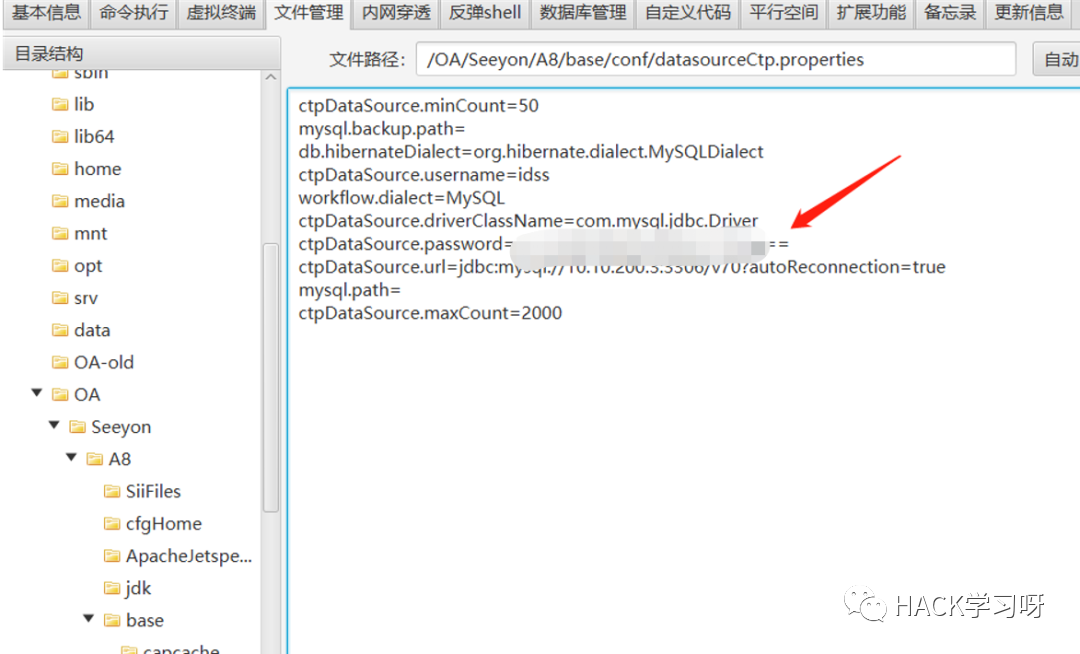 基本信息 命令执行 虚拟终端 文件管理 内网穿透 反弹shell 数据库管理 自定义代码 平行空间 扩展功能 备忘录 更新信息
目录结构
文件路径： /OA/Seeyon/A8/base/conf/datasourceCtp.properties 自动
sbin
lib
lib64
home
media
mnt
opt
srv
data
OA-old
OA
Seeyon
A8
SiiFiles
cfgHome
ApacheJetspe...
jdk
base
capcache
ctpDataSource.minCount=50
mysql.backup.path=
db.hibernateDialect=org.hibernate.dialect.MySQLDialect
ctpDataSource.username=idss
workflow.dialect=MySQL
ctpDataSource.driverClassName=com.mysql.jdbc.Driver
ctpDataSource.password= ==
ctpDataSource.url=jdbc:mysql://10.10.200.5:3306/v70?autoReconnection=true
mysql.path=
ctpDataSource.maxCount=2000
HACK学习呀